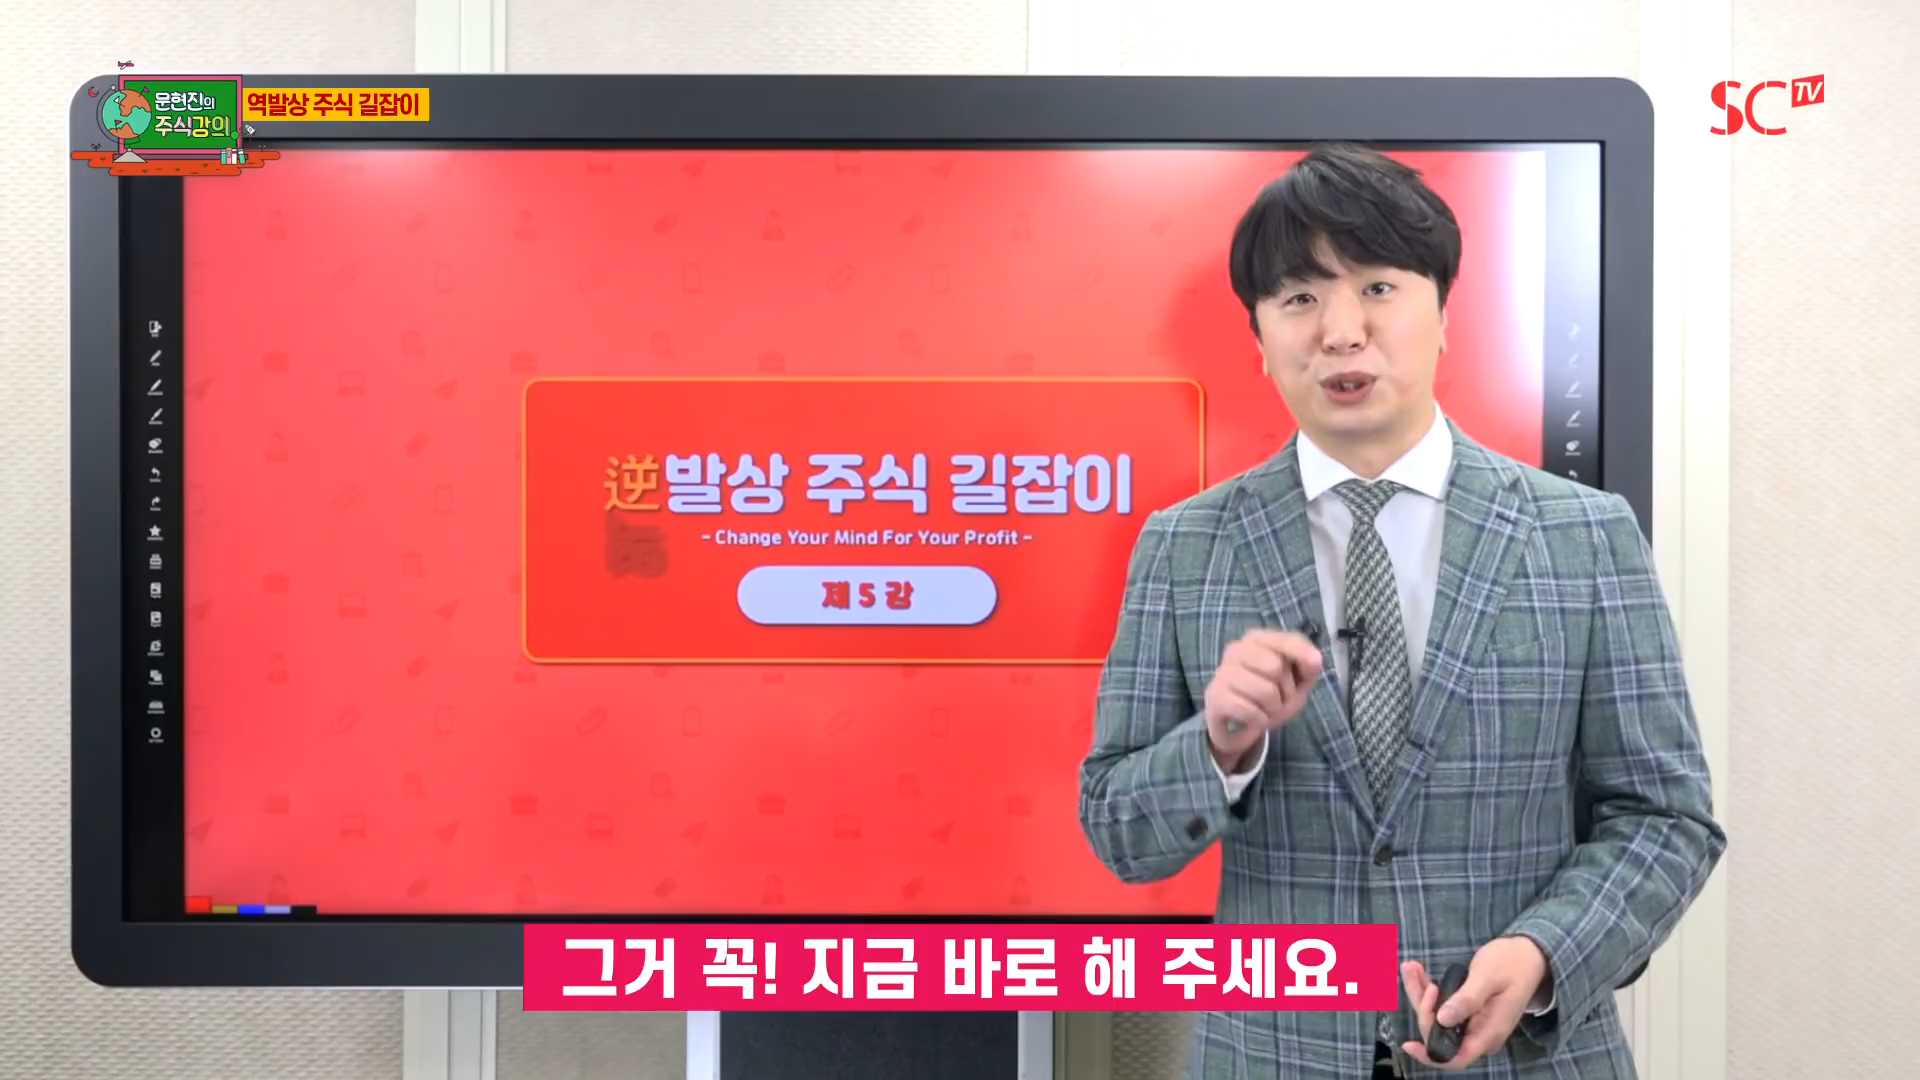 문현진의
주식강의
역발상 주식 길잡이
SC TV
逆발상 주식 길잡이
- Change Your Mind For Your Profit -
제 5 강
그거 꼭! 지금 바로 해 주세요.